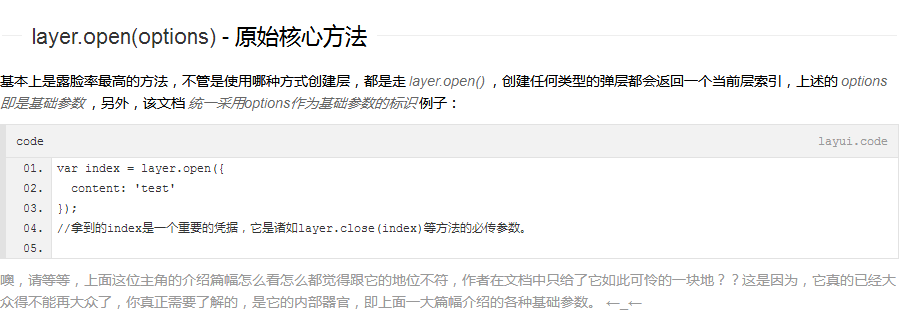 layer.open(options) - 原始核心方法
基本上是露脸率最高的方法，不管是使用哪种方式创建层，都是走 layer.open() ，创建任何类型的弹层都会返回一个当前层索引，上述的 options
即是基础参数 ，另外，该文档 统一采用options作为基础参数的标识 例子：
code layui.code
01. var index = layer.open({
02. content: 'test'
03. });
04. //拿到的index是一个重要的凭据，它是诸如layer.close(index)等方法的必传参数。
05.
噢，请等等，上面这位主角的介绍篇幅怎么看怎么都觉得跟它的地位不符，作者在文档中只给了它如此可怜的一块地？？这是因为，它真的已经大
众得不能再大众了，你真正需要了解的，是它的内部器官，即上面一大篇幅介绍的各种基础参数。 ←_←